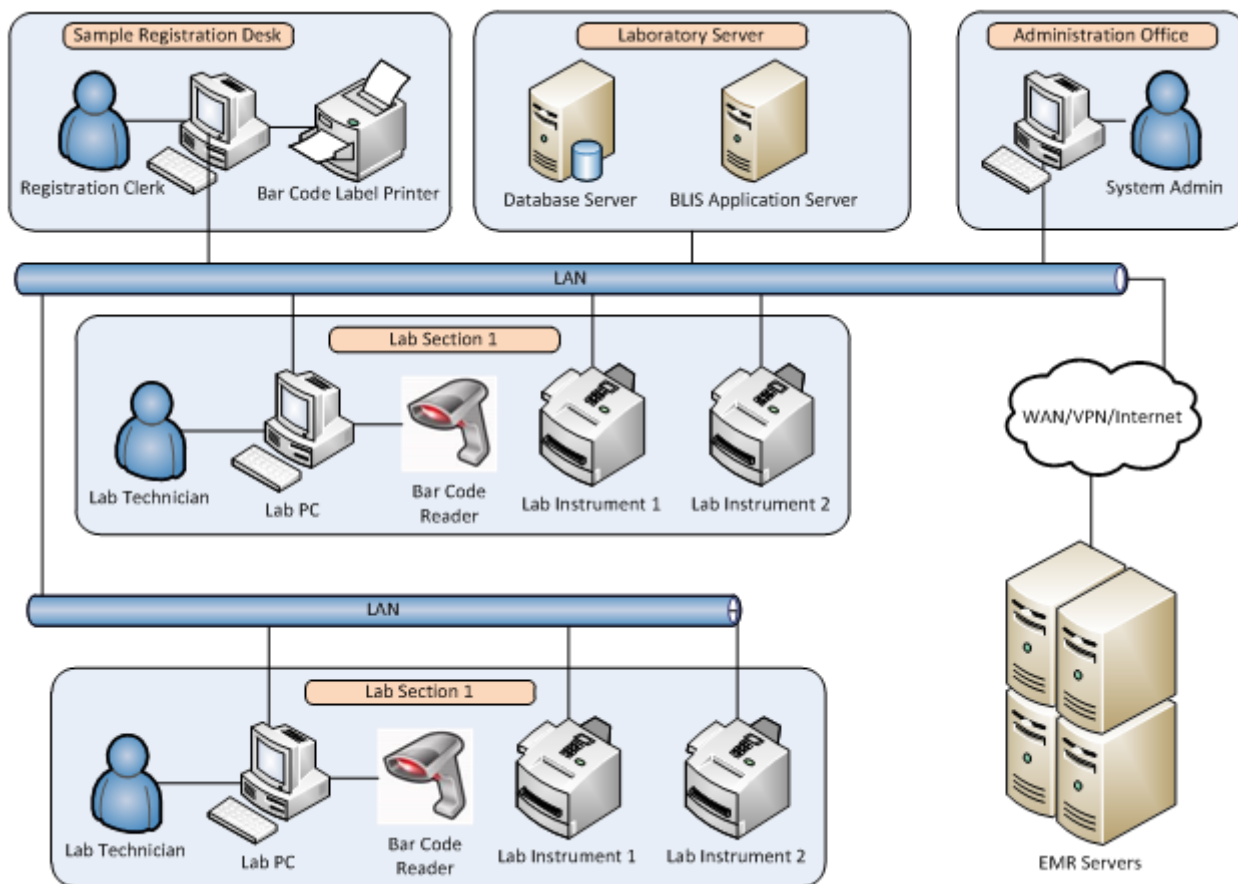 Sample Registration Desk
Laboratory Server
Administration Office
Registration Clerk
Bar Code Label Printer
Database Server
BLIS Application Server
System Admin
LAN
Lab Section 1
WAN/VPN/Internet
Lab Technician
Lab PC
Bar Code
Reader
Lab Instrument 1
Lab Instrument 2
LAN
Lab Section 1
Lab Technician
Lab PC
Bar Code
Reader
Lab Instrument 1
Lab Instrument 2
EMR Servers